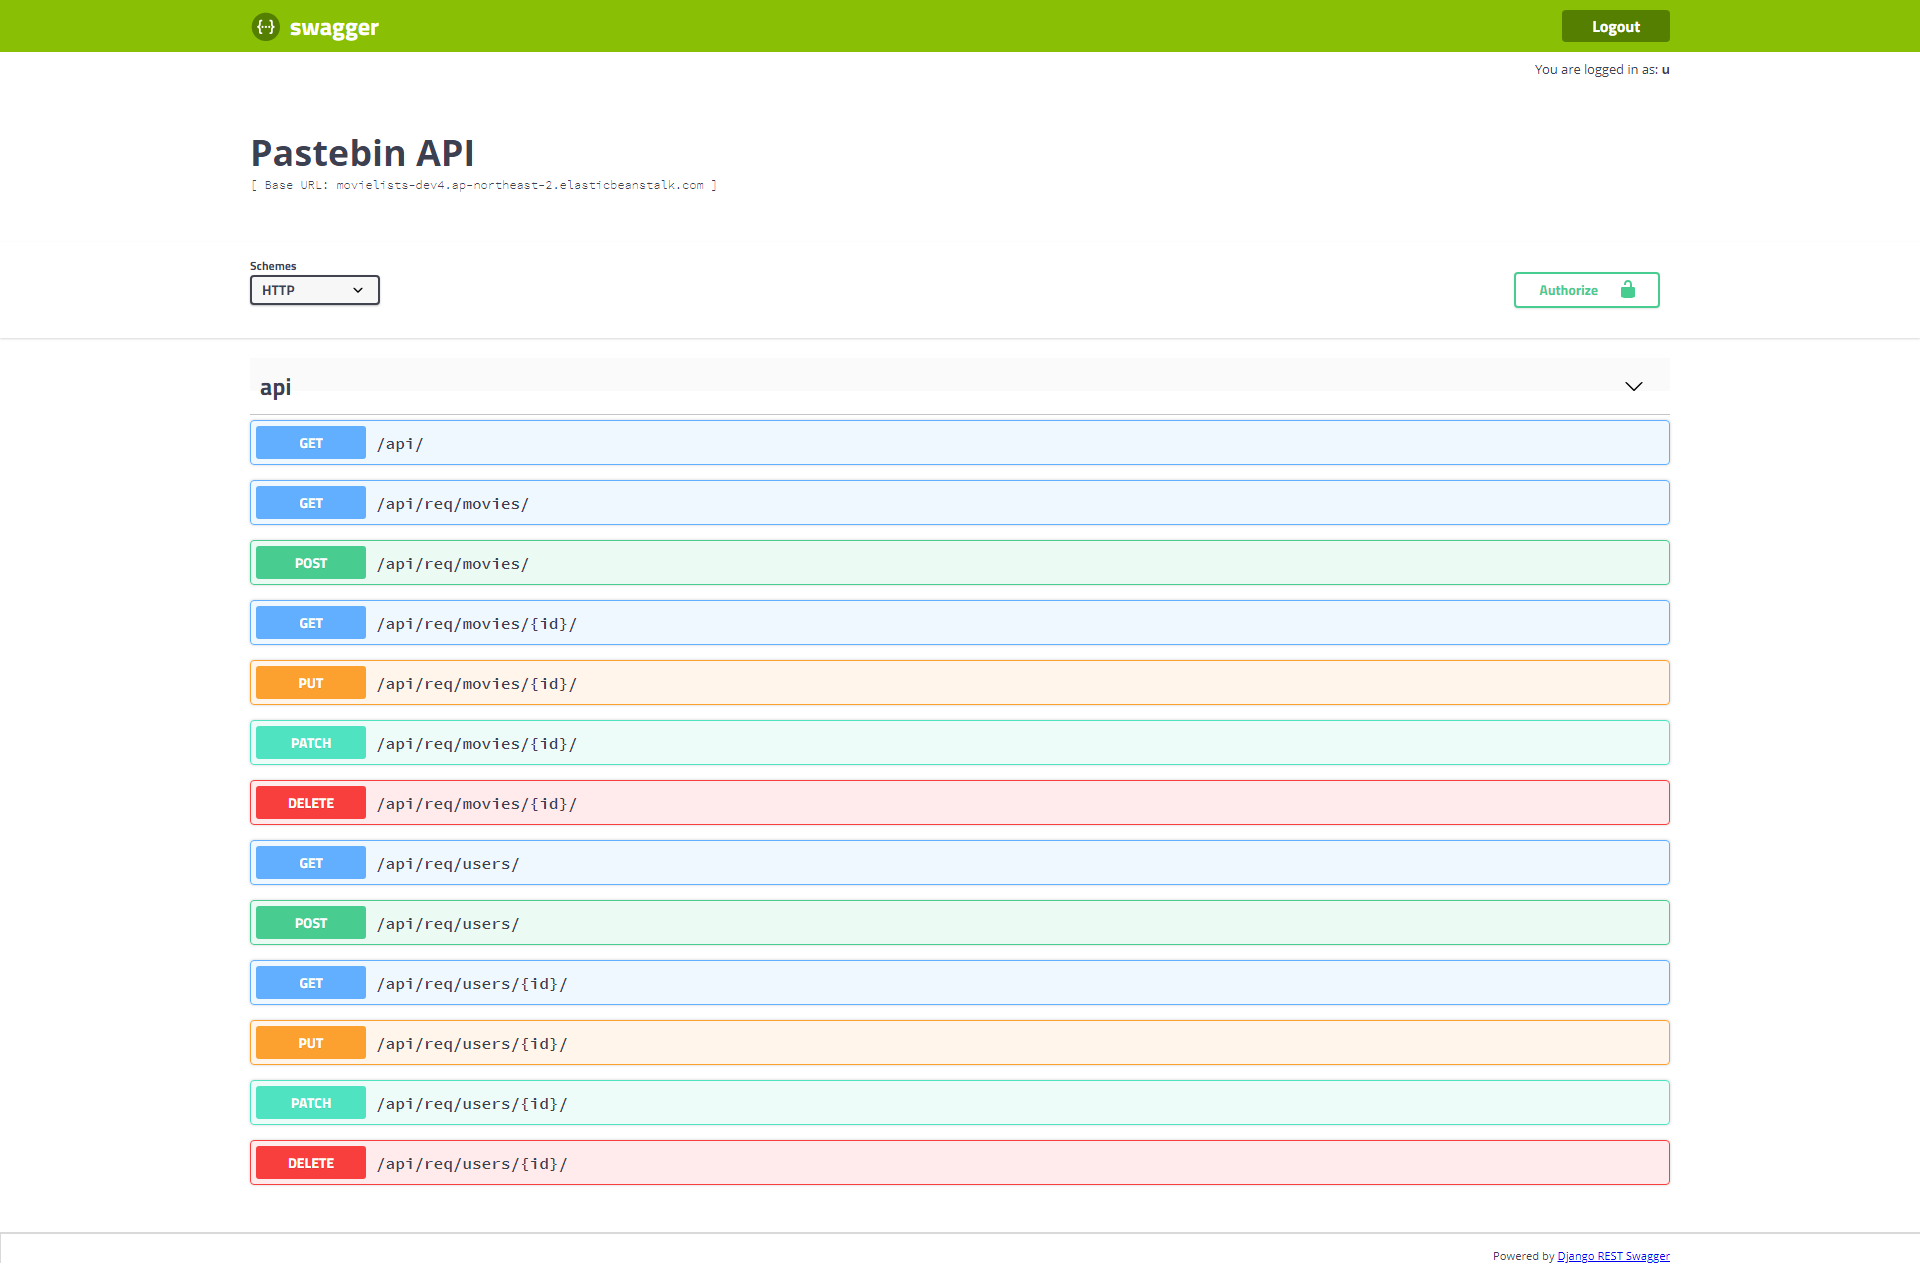 swagger
Logout
You are logged in as: u
Pastebin API
[ Base URL: movielists-dev4.ap-northeast-2.elasticbeanstalk.com ]
Schemes
HTTP
Authorize
api
GET /api/
GET /api/req/movies/
POST /api/req/movies/
GET /api/req/movies/{id}/
PUT /api/req/movies/{id}/
PATCH /api/req/movies/{id}/
DELETE /api/req/movies/{id}/
GET /api/req/users/
POST /api/req/users/
GET /api/req/users/{id}/
PUT /api/req/users/{id}/
PATCH /api/req/users/{id}/
DELETE /api/req/users/{id}/
Powered by Django REST Swagger